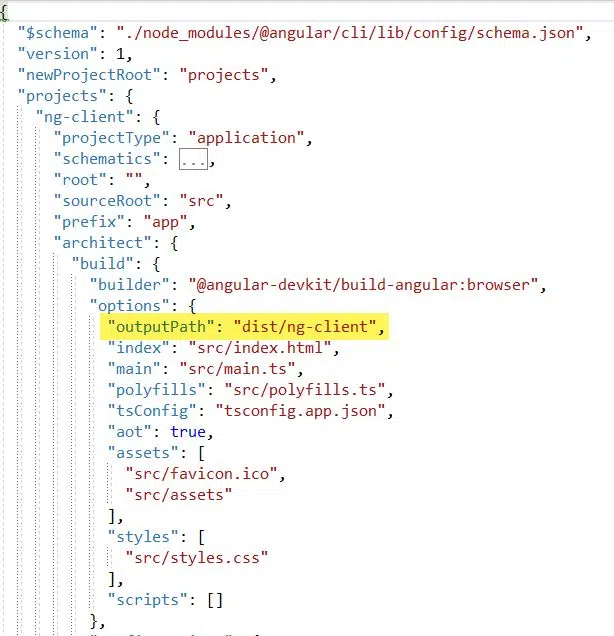 {
"$schema": "./node_modules/@angular/cli/lib/config/schema.json",
"version": 1,
"newProjectRoot": "projects",
"projects": {
"ng-client": {
"projectType": "application",
"schematics": ...,
"root": "",
"sourceRoot": "src",
"prefix": "app",
"architect": {
"build": {
"builder": "@angular-devkit/build-angular:browser",
"options": {
"outputPath": "dist/ng-client",
"index": "src/index.html",
"main": "src/main.ts",
"polyfills": "src/polyfills.ts",
"tsConfig": "tsconfig.app.json",
"aot": true,
"assets": [
"src/favicon.ico",
"src/assets"
],
"styles": [
"src/styles.css"
],
"scripts": []
},